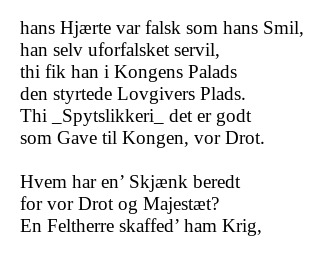 hans Hjærte var falsk som hans Smil,
han selv uforfalsket servil,
thi fik han i Kongens Palads
den styrtede Lovgivers Plads.
Thi _Spytslikkeri_ det er godt
som Gave til Kongen, vor Drot.

Hvem har en’ Skjænk beredt
for vor Drot og Majestæt?
En Feltherre skaffed’ ham Krig,